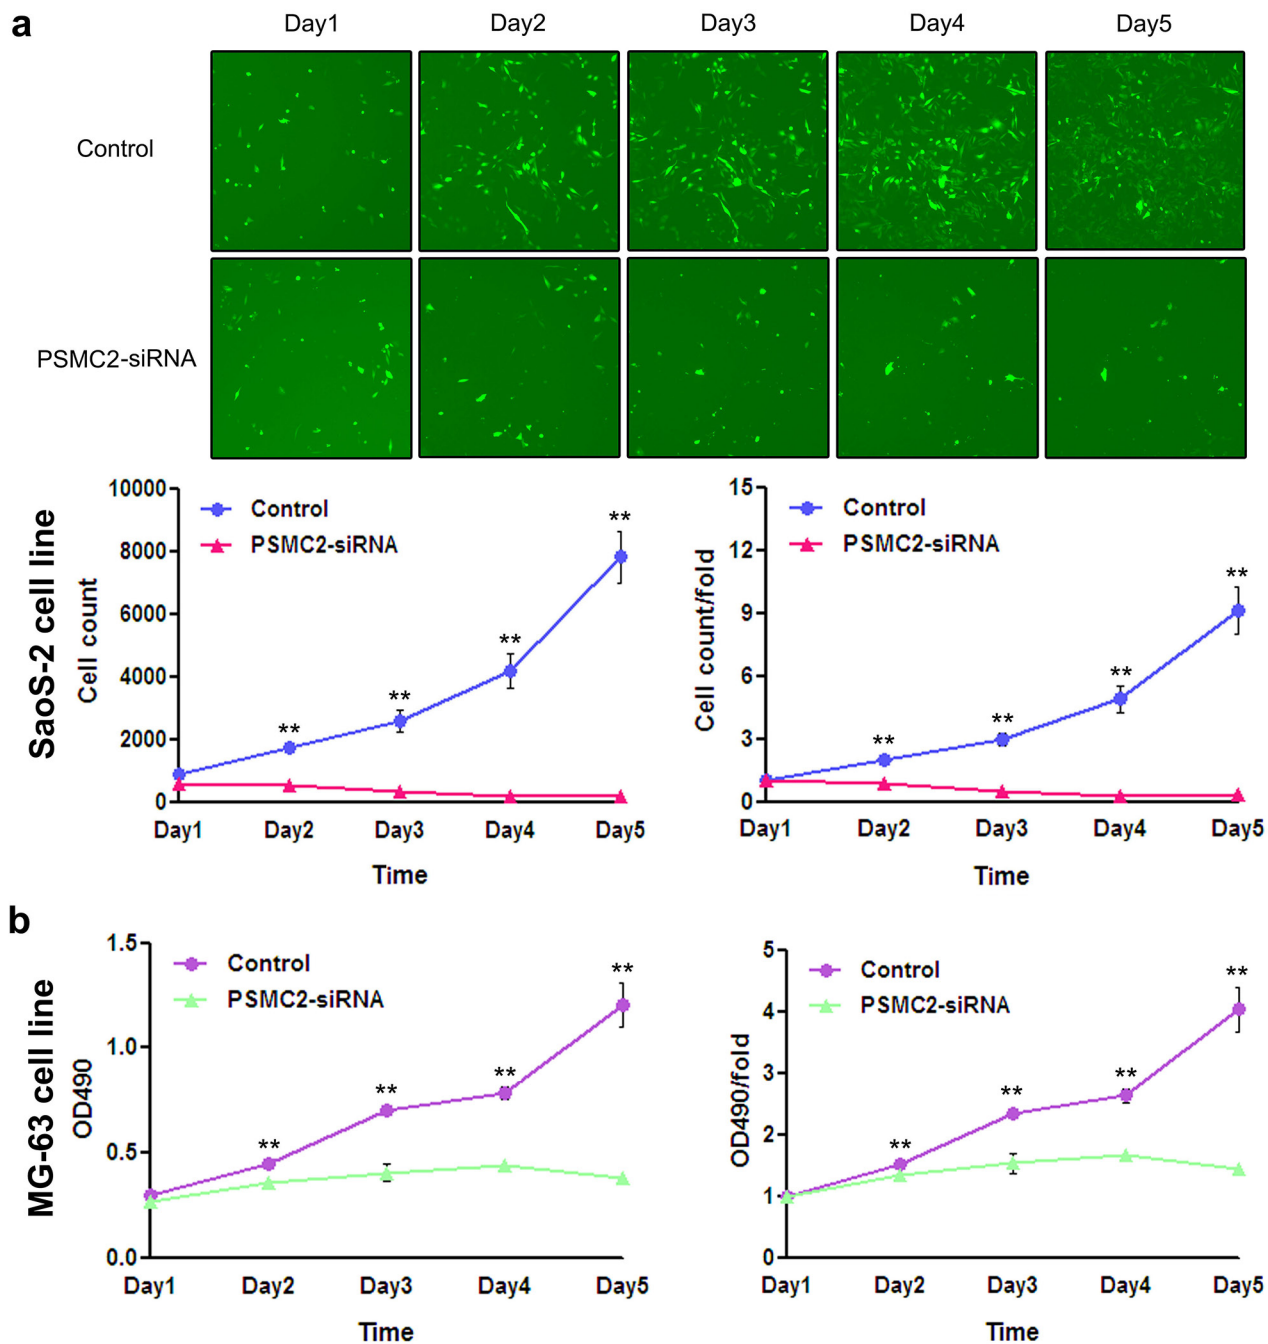 a
Day1 Day2 Day3 Day4 Day5
Control
PSMC2-siRNA
SaoS-2 cell line
Cell count
10000
8000
6000
4000
2000
0
Control
PSMC2-siRNA
**
**
**
**
Day1 Day2 Day3 Day4 Day5
Time
Cell count/fold
15
12
9
6
3
0
Control
PSMC2-siRNA
**
**
**
**
Day1 Day2 Day3 Day4 Day5
Time
b
MG-63 cell line
OD490
1.5
1.0
0.5
0.0
Control
PSMC2-siRNA
**
**
**
**
Day1 Day2 Day3 Day4 Day5
Time
OD490/fold
5
4
3
2
1
0
Control
PSMC2-siRNA
**
**
**
**
Day1 Day2 Day3 Day4 Day5
Time